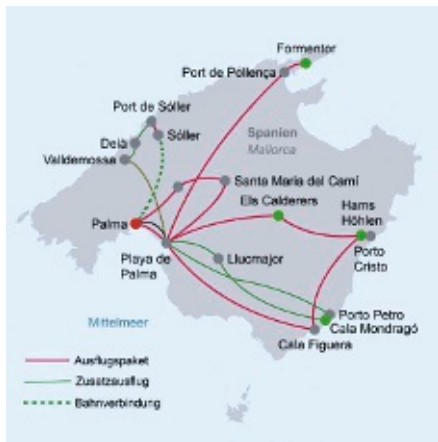 Formentor
Port de Pollença
Port de Sóller
Sóller
Deià
Valldemossa
Spanien
Mallorca
Santa Maria del Camí
Els Calderers
Hams
Höhlen
Palma
Playa de
Palma
Llucmajor
Porto
Cristo
Porto Petro
Cala Mondragó
Cala Figuera
Mittelmeer
Ausflugspaket
Zusatzausflug
Bahnverbindung